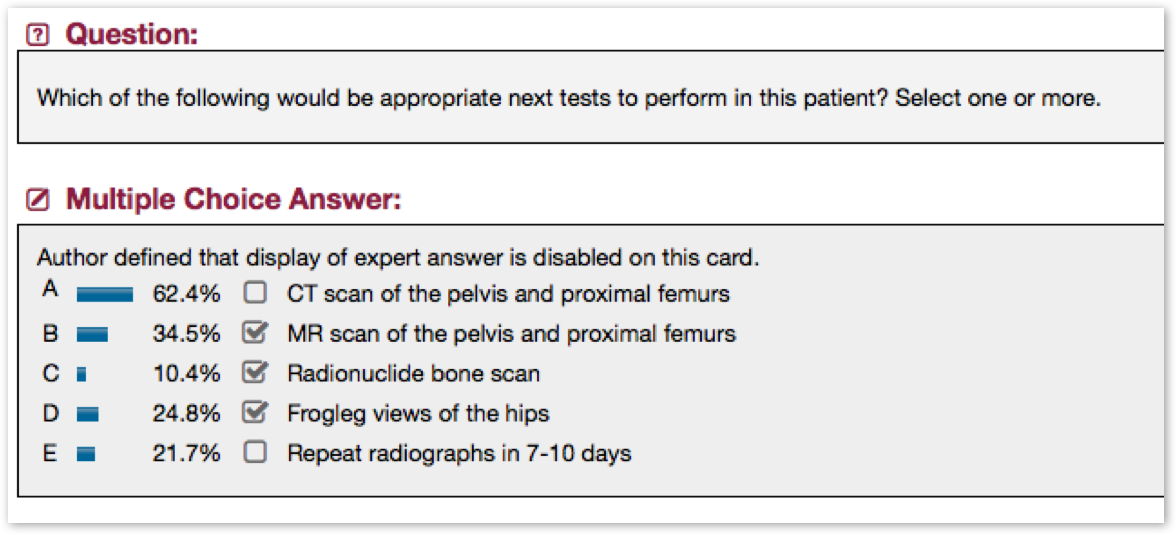 Question:
Which of the following would be appropriate next tests to perform in this patient? Select one or more.
Multiple Choice Answer:
Author defined that display of expert answer is disabled on this card.
A 62.4% CT scan of the pelvis and proximal femurs
B 34.5% MR scan of the pelvis and proximal femurs
C 10.4% Radionuclide bone scan
D 24.8% Frogleg views of the hips
E 21.7% Repeat radiographs in 7-10 days